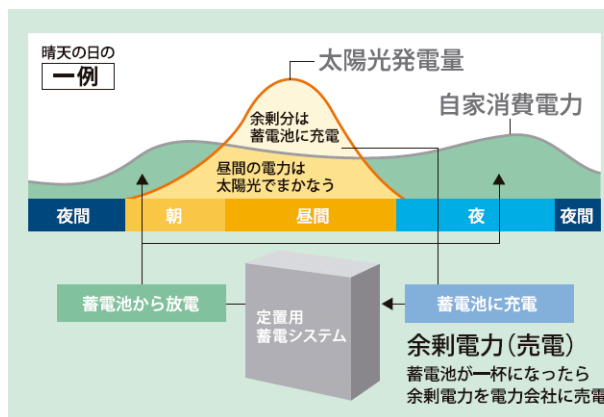 晴天の日の
一例
太陽光発電量
自家消費電力
余剰分は
蓄電池に充電
昼間の電力は
太陽光でまかなう
夜間
朝
昼間
夜
夜間
蓄電池から放電
定置用
蓄電システム
蓄電池に充電
余剰電力(売電)
蓄電池が一杯になったら
余剰電力を電力会社に売電